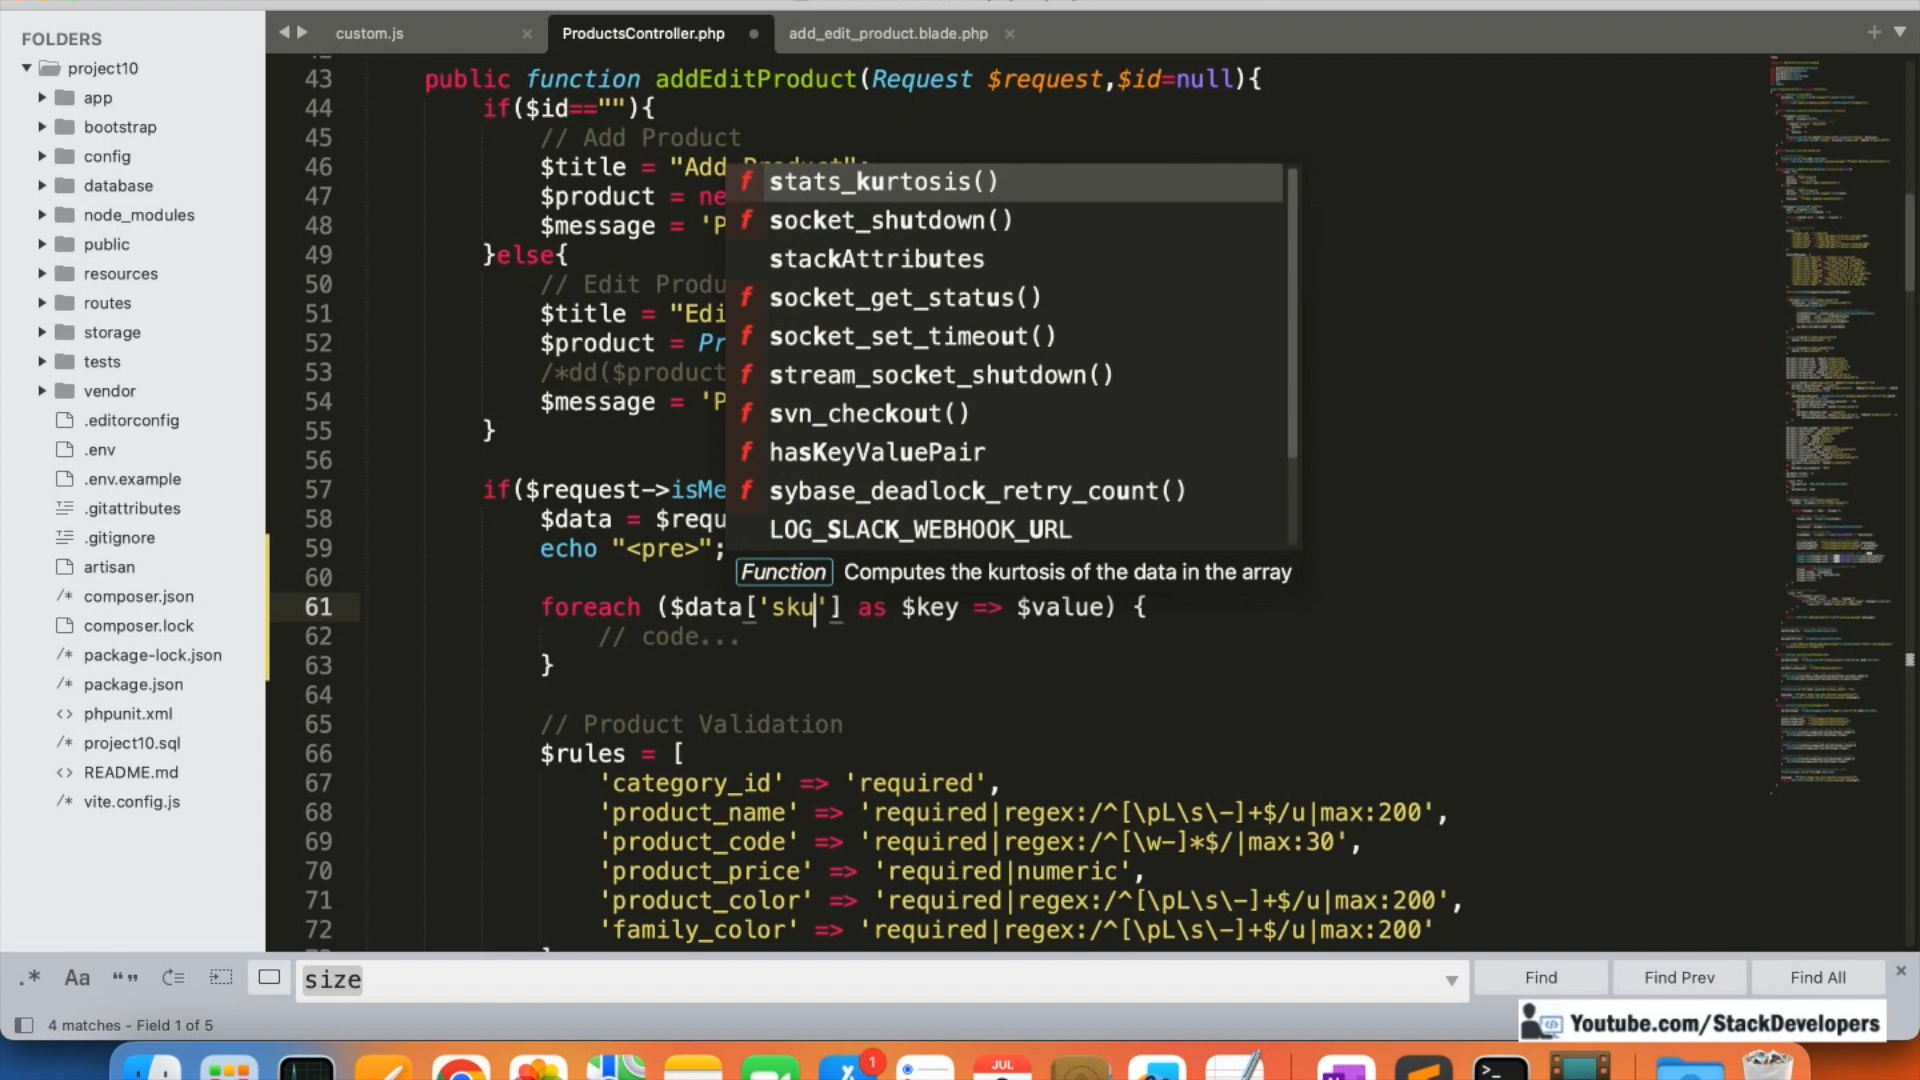 FOLDERS
project10
app
bootstrap
config
database
node_modules
public
resources
routes
storage
tests
vendor
.editorconfig
.env
.env.example
.gitattributes
.gitignore
artisan
composer.json
composer.lock
package-lock.json
package.json
phpunit.xml
project10.sql
README.md
vite.config.js
custom.js
ProductsController.php
add_edit_product.blade.php
43 public function addEditProduct(Request $request,$id=null){
44 if($id==""){
45 // Add Product
46 $title = "Add Product";
47 $product = ne
48 $message = 'P
49 }else{
50 // Edit Produ
51 $title = "Edi
52 $product = Pr
53 /*dd($product
54 $message = 'P
55 }
56
57 if($request->isMe
58 $data = $requ
59 echo "<pre>";
60
61 foreach ($data['sku'] as $key => $value) {
62 // code...
63 }
64
65 // Product Validation
66 $rules = [
67 'category_id' => 'required',
68 'product_name' => 'required|regex:/^[\pL\s\-]+$/u|max:200',
69 'product_code' => 'required|regex:/^[\w-]*$/|max:30',
70 'product_price' => 'required|numeric',
71 'product_color' => 'required|regex:/^[\pL\s\-]+$/u|max:200',
72 'family_color' => 'required|regex:/^[\pL\s\-]+$/u|max:200'
f stats_kurtosis()
f socket_shutdown()
stackAttributes
f socket_get_status()
f socket_set_timeout()
f stream_socket_shutdown()
f svn_checkout()
f hasKeyValuePair
f sybase_deadlock_retry_count()
LOG_SLACK_WEBHOOK_URL
Function Computes the kurtosis of the data in the array
.* Aa “”
size
Find
Find Prev
Find All
4 matches - Field 1 of 5
Youtube.com/StackDevelopers
1
JUL